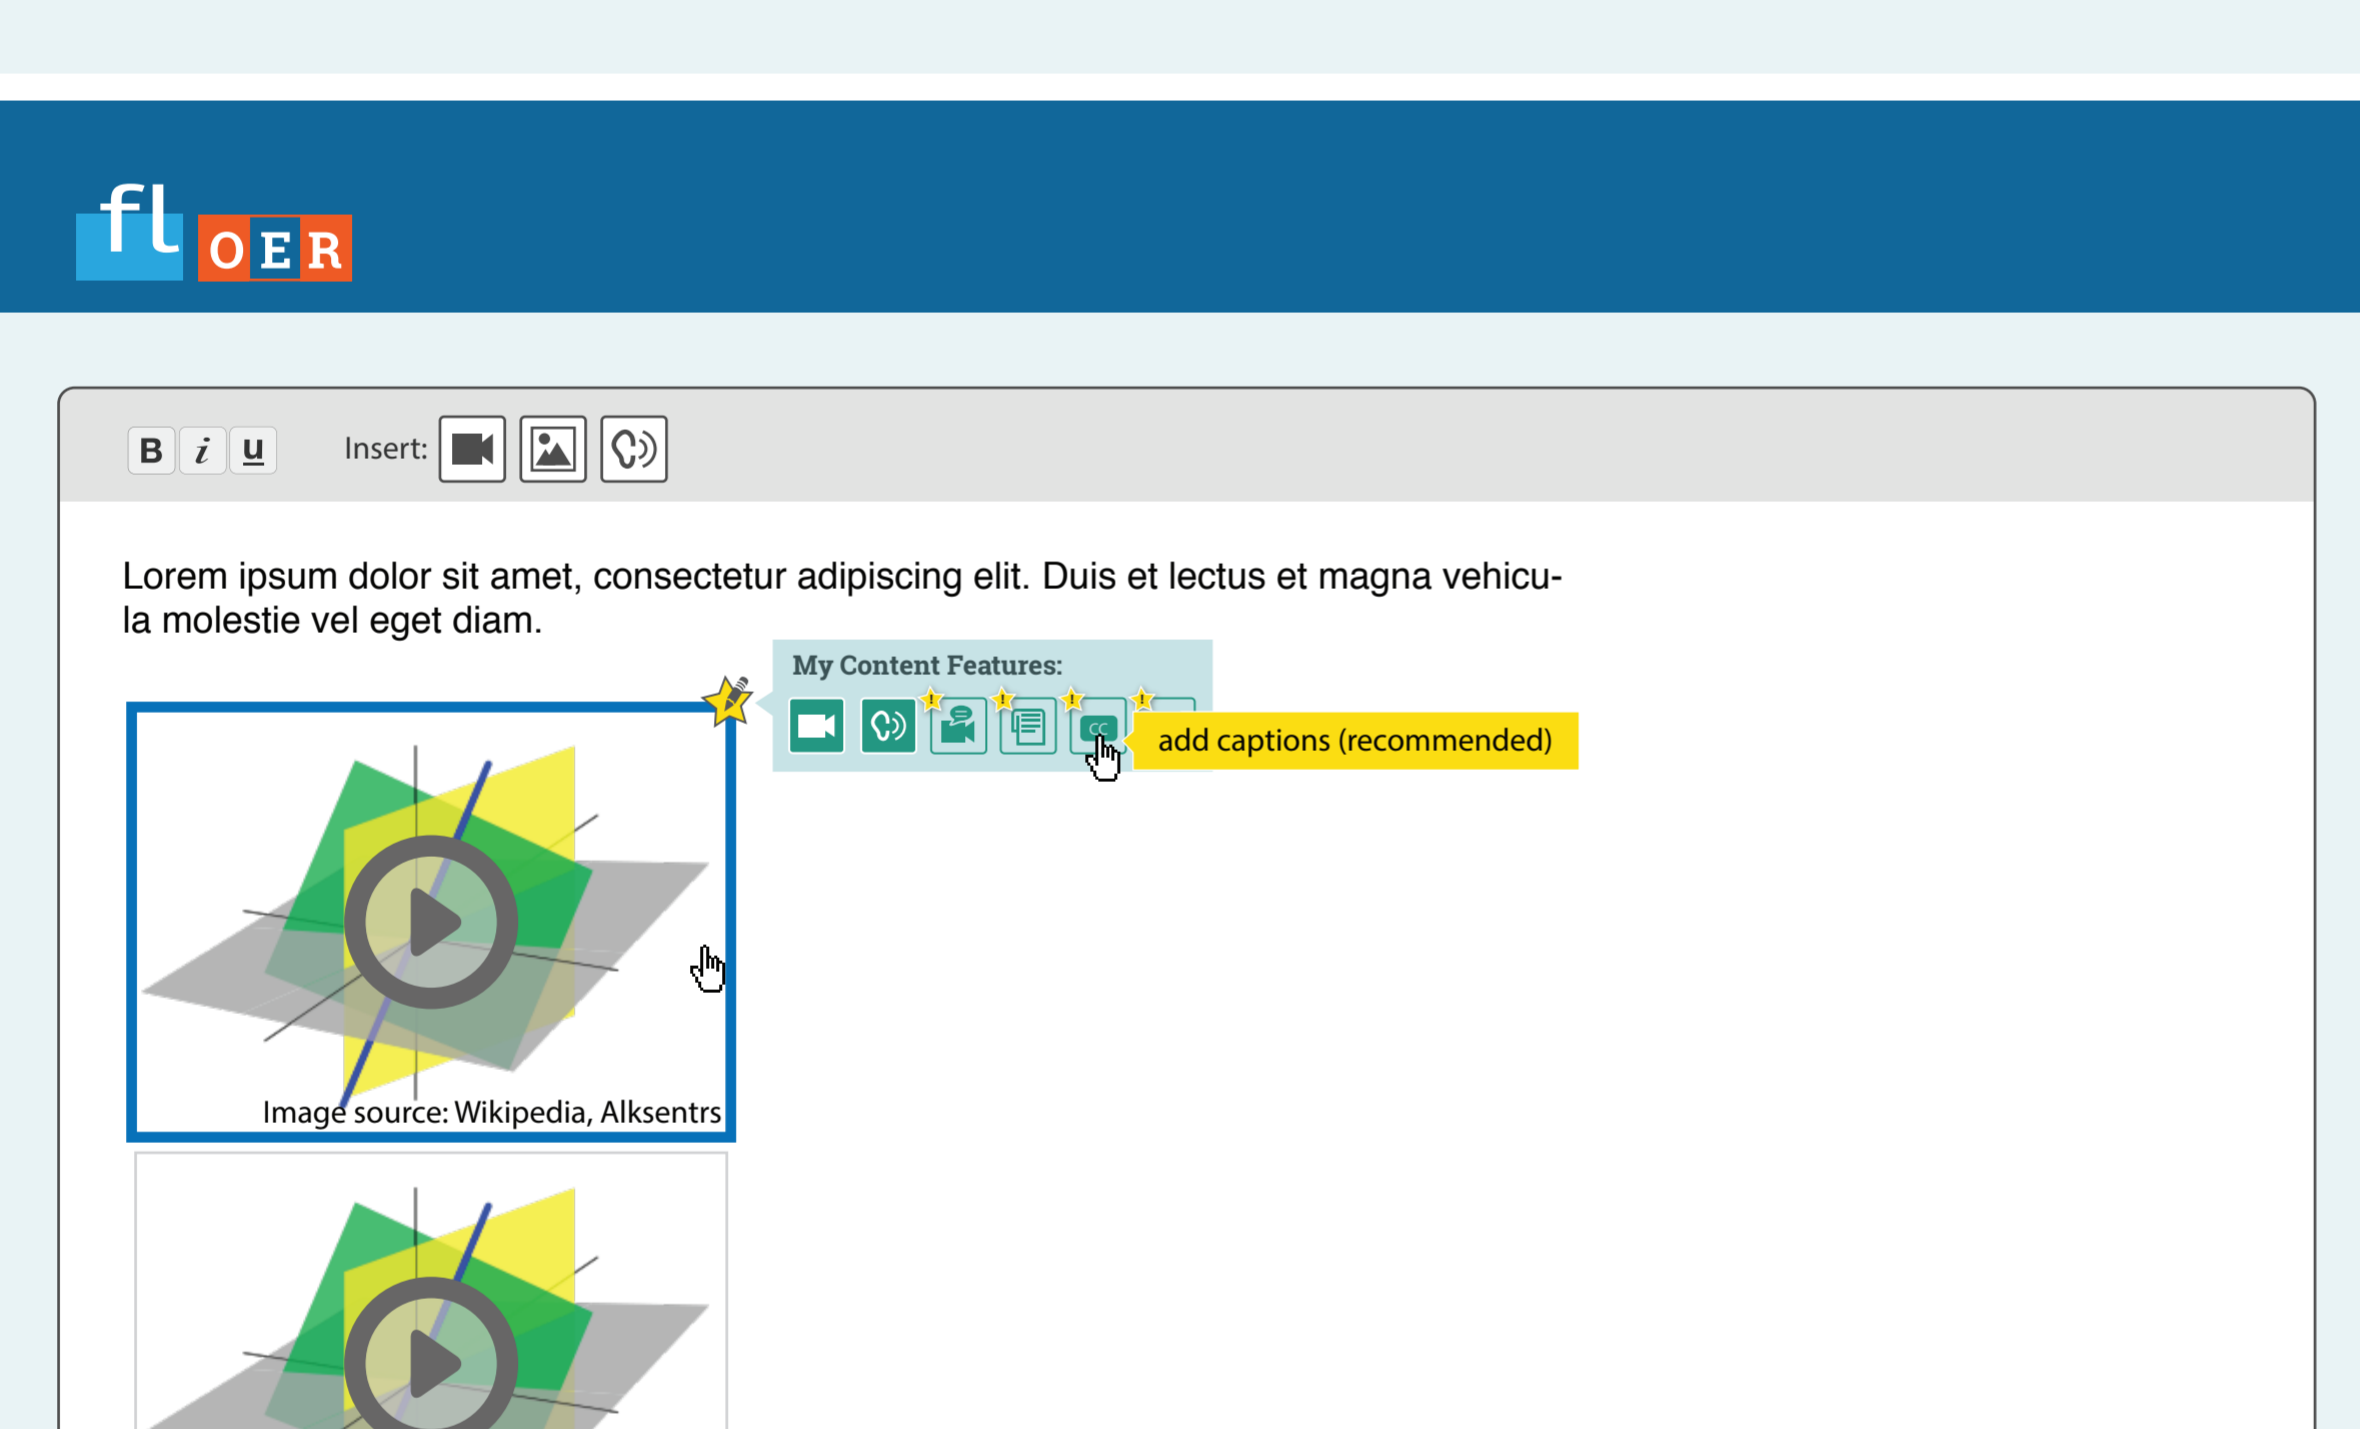 fl OER
B i u Insert:
Lorem ipsum dolor sit amet, consectetur adipiscing elit. Duis et lectus et magna vehicu-
la molestie vel eget diam.
My Content Features:
! ! ! !
CC
add captions (recommended)
Image source: Wikipedia, Alksentrs